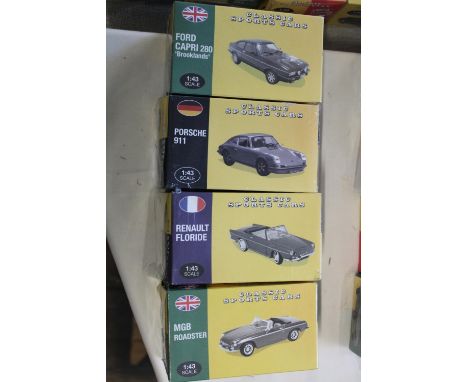 CLASSIC
SPORTS CARS
FORD
CAPRI 280
'Brooklands'
1:43
SCALE
CLASSIC
SPORTS CARS
PORSCHE
911
1:43
SCALE
CLASSIC
SPORTS CARS
RENAULT
FLORIDE
1:43
SCALE
CLASSIC
SPORTS CARS
MGB
ROADSTER
1:43
SCALE